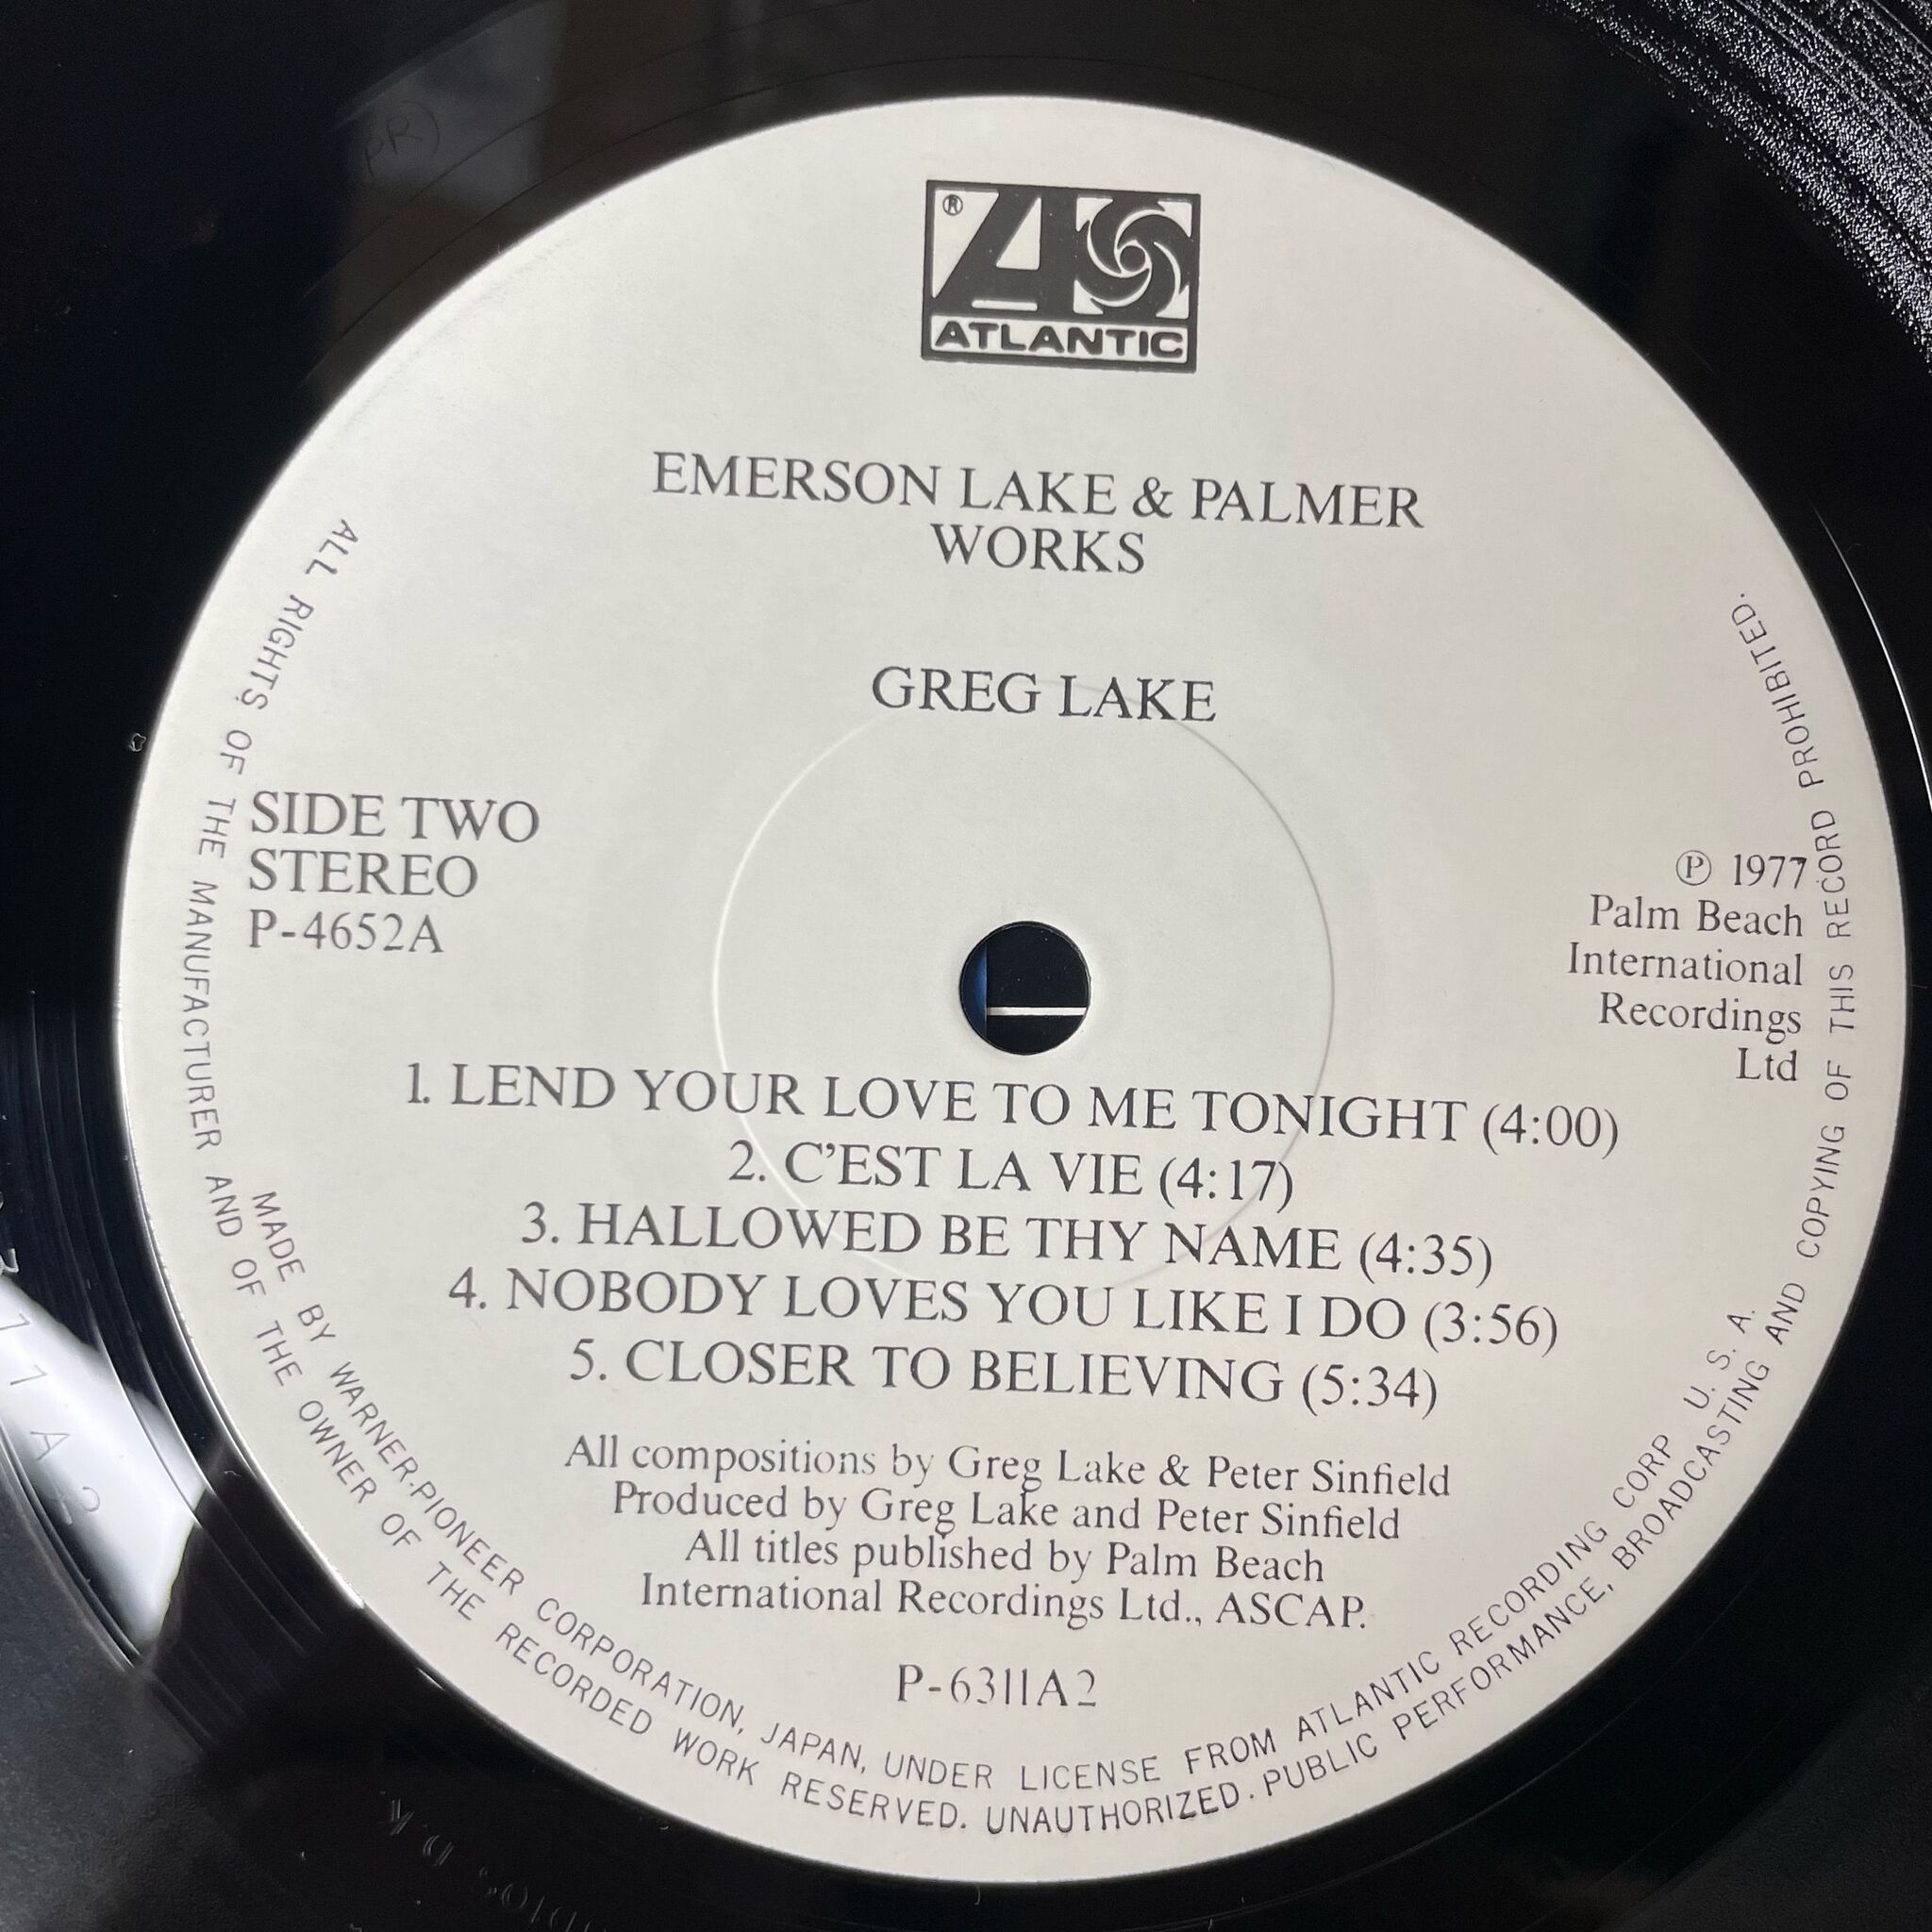 ®
ATLANTIC
EMERSON LAKE & PALMER
WORKS
GREG LAKE
SIDE TWO
STEREO
P-4652A
Ⓟ 1977
Palm Beach
International
Recordings
Ltd
1. LEND YOUR LOVE TO ME TONIGHT (4:00)
2. C'EST LA VIE (4:17)
3. HALLOWED BE THY NAME (4:35)
4. NOBODY LOVES YOU LIKE I DO (3:56)
5. CLOSER TO BELIEVING (5:34)
All compositions by Greg Lake & Peter Sinfield
Produced by Greg Lake and Peter Sinfield
All titles published by Palm Beach
International Recordings Ltd., ASCAP.
P-6311A2
MADE BY WARNER-PIONEER CORPORATION, JAPAN, UNDER LICENSE FROM ATLANTIC RECORDING CORP U. S. A.
ALL RIGHTS OF THE MANUFACTURER AND OF THE OWNER OF THE RECORDED WORK RESERVED. UNAUTHORIZED. PUBLIC PERFORMANCE, BROADCASTING AND COPYING OF THIS RECORD PROHIBITED.
1 1 A 2